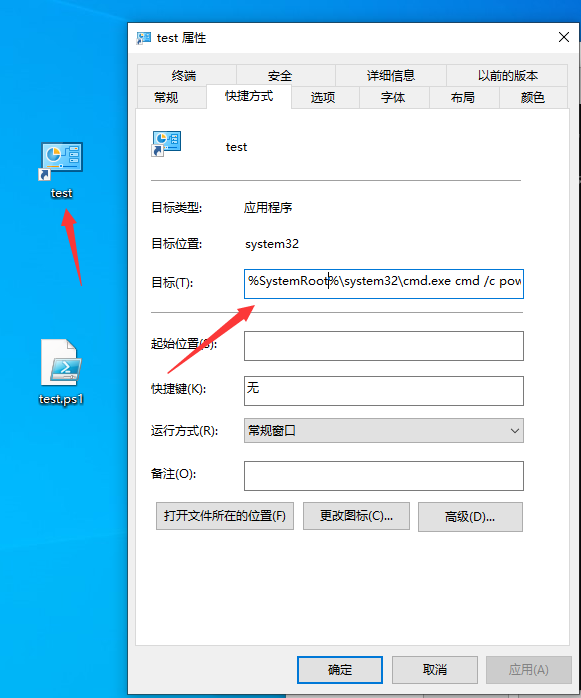 test 属性
终端 安全 详细信息 以前的版本
常规 快捷方式 选项 字体 布局 颜色
test
目标类型: 应用程序
目标位置: system32
目标(T): %SystemRoot%\system32\cmd.exe cmd /c pow
起始位置(S):
快捷键(K): 无
运行方式(R): 常规窗口
备注(O):
打开文件所在的位置(F) 更改图标(C)... 高级(D)...
确定 取消 应用(A)
test
test.ps1